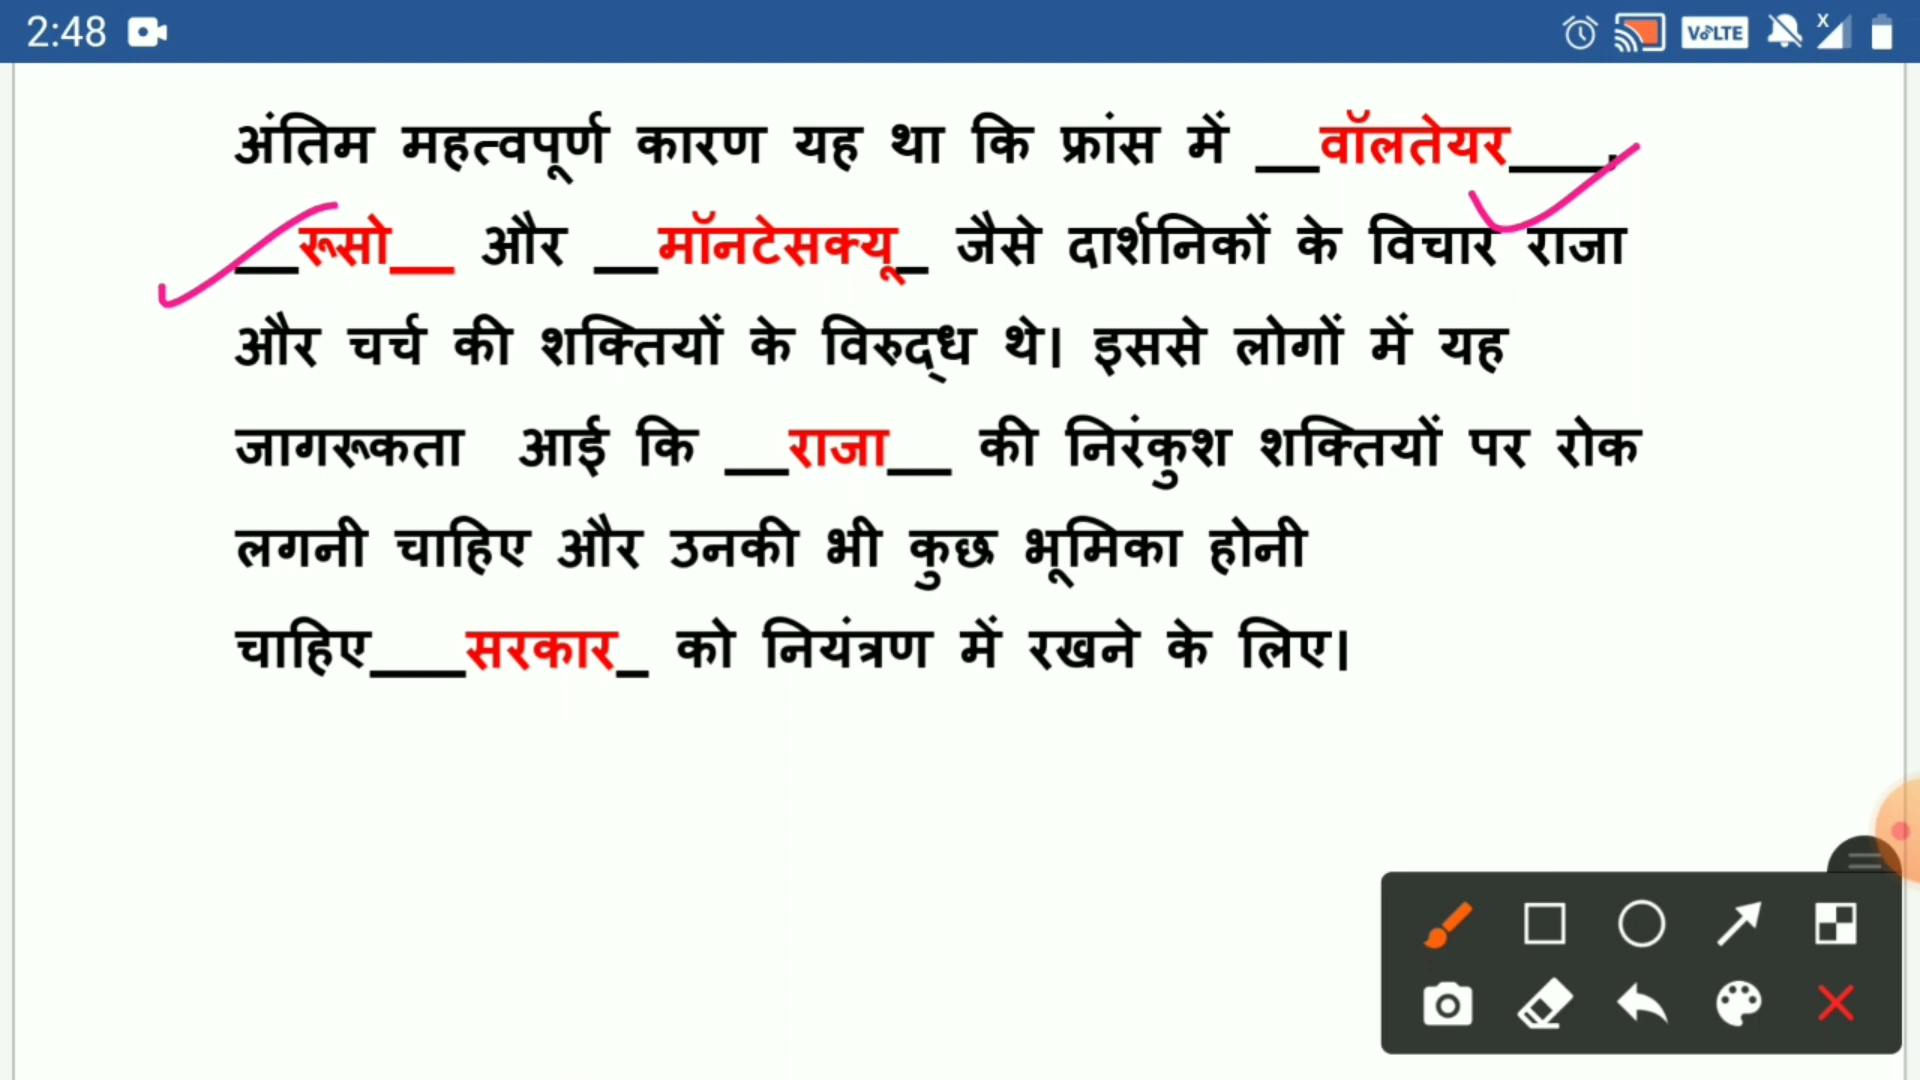 2:48
VoLTE
x
अंतिम महत्वपूर्ण कारण यह था कि फ्रांस में __वॉलतेयर___,
__रूसो__ और __मॉनटेसक्यू_ जैसे दार्शनिकों के विचार राजा
और चर्च की शक्तियों के विरुद्ध थे। इससे लोगों में यह
जागरूकता आई कि __राजा__ की निरंकुश शक्तियों पर रोक
लगनी चाहिए और उनकी भी कुछ भूमिका होनी
चाहिए___सरकार_ को नियंत्रण में रखने के लिए।